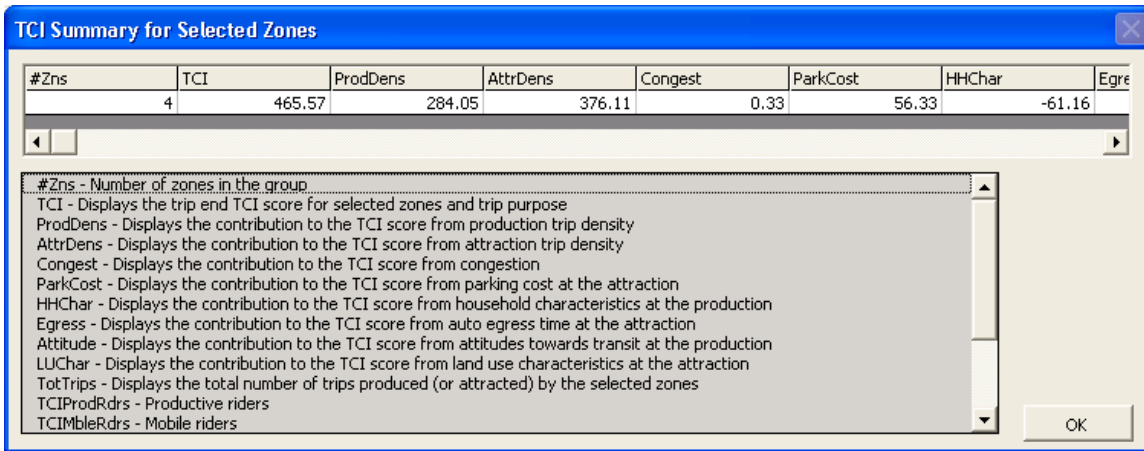 TCI Summary for Selected Zones
#Zns TCI ProdDens AttrDens Congest ParkCost HHChar Egre
4 465.57 284.05 376.11 0.33 56.33 -61.16
#Zns - Number of zones in the group
TCI - Displays the trip end TCI score for selected zones and trip purpose
ProdDens - Displays the contribution to the TCI score from production trip density
AttrDens - Displays the contribution to the TCI score from attraction trip density
Congest - Displays the contribution to the TCI score from congestion
ParkCost - Displays the contribution to the TCI score from parking cost at the attraction
HHChar - Displays the contribution to the TCI score from household characteristics at the production
Egress - Displays the contribution to the TCI score from auto egress time at the attraction
Attitude - Displays the contribution to the TCI score from attitudes towards transit at the production
LUChar - Displays the contribution to the TCI score from land use characteristics at the attraction
TotTrips - Displays the total number of trips produced (or attracted) by the selected zones
TCIProdRdrs - Productive riders
TCIMbleRdrs - Mobile riders
OK